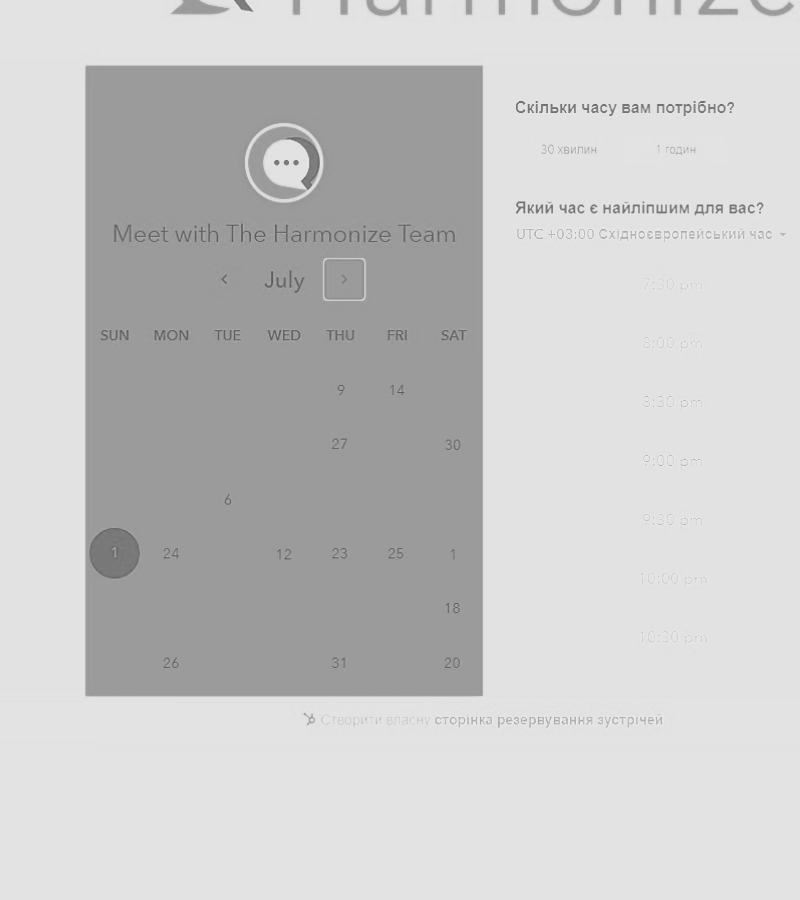 Harmonize
Meet with The Harmonize Team
July
SUN MON TUE WED THU FRI SAT
9 14
27 30
6
1 24 12 23 25 1
18
26 31 20
Скільки часу вам потрібно?
30 хвилин 1 годин
Який час є найліпшим для вас?
UTC +03:00 Східноєвропейський час
7:30 pm
8:00 pm
8:30 pm
9:00 pm
9:30 pm
10:00 pm
10:30 pm
Створити власну сторінка резервування зустрічей